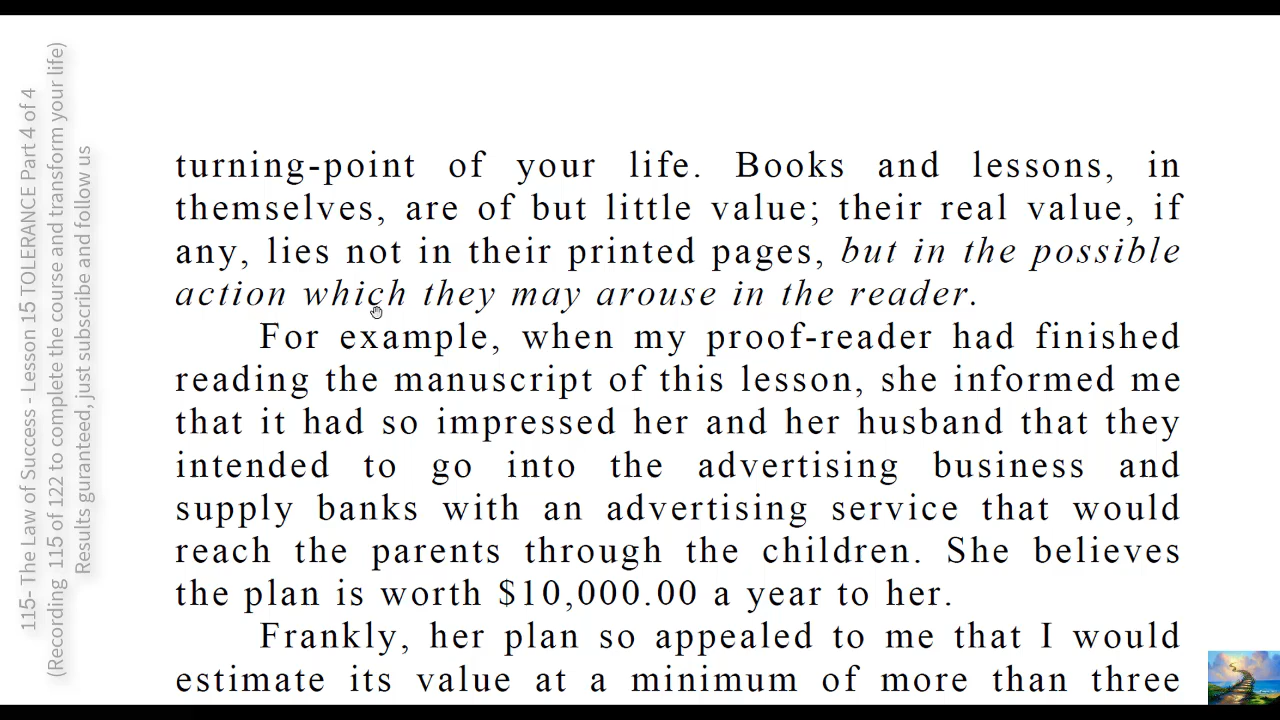 115- The Law of Success - Lesson 15 TOLERANCE Part 4 of 4
(Recording 115 of 122 to complete the course and transform your life)
Results guranteed, just subscribe and follow us
turning-point of your life. Books and lessons, in
themselves, are of but little value; their real value, if
any, lies not in their printed pages, but in the possible
action which they may arouse in the reader.
For example, when my proof-reader had finished
reading the manuscript of this lesson, she informed me
that it had so impressed her and her husband that they
intended to go into the advertising business and
supply banks with an advertising service that would
reach the parents through the children. She believes
the plan is worth $10,000.00 a year to her.
Frankly, her plan so appealed to me that I would
estimate its value at a minimum of more than three